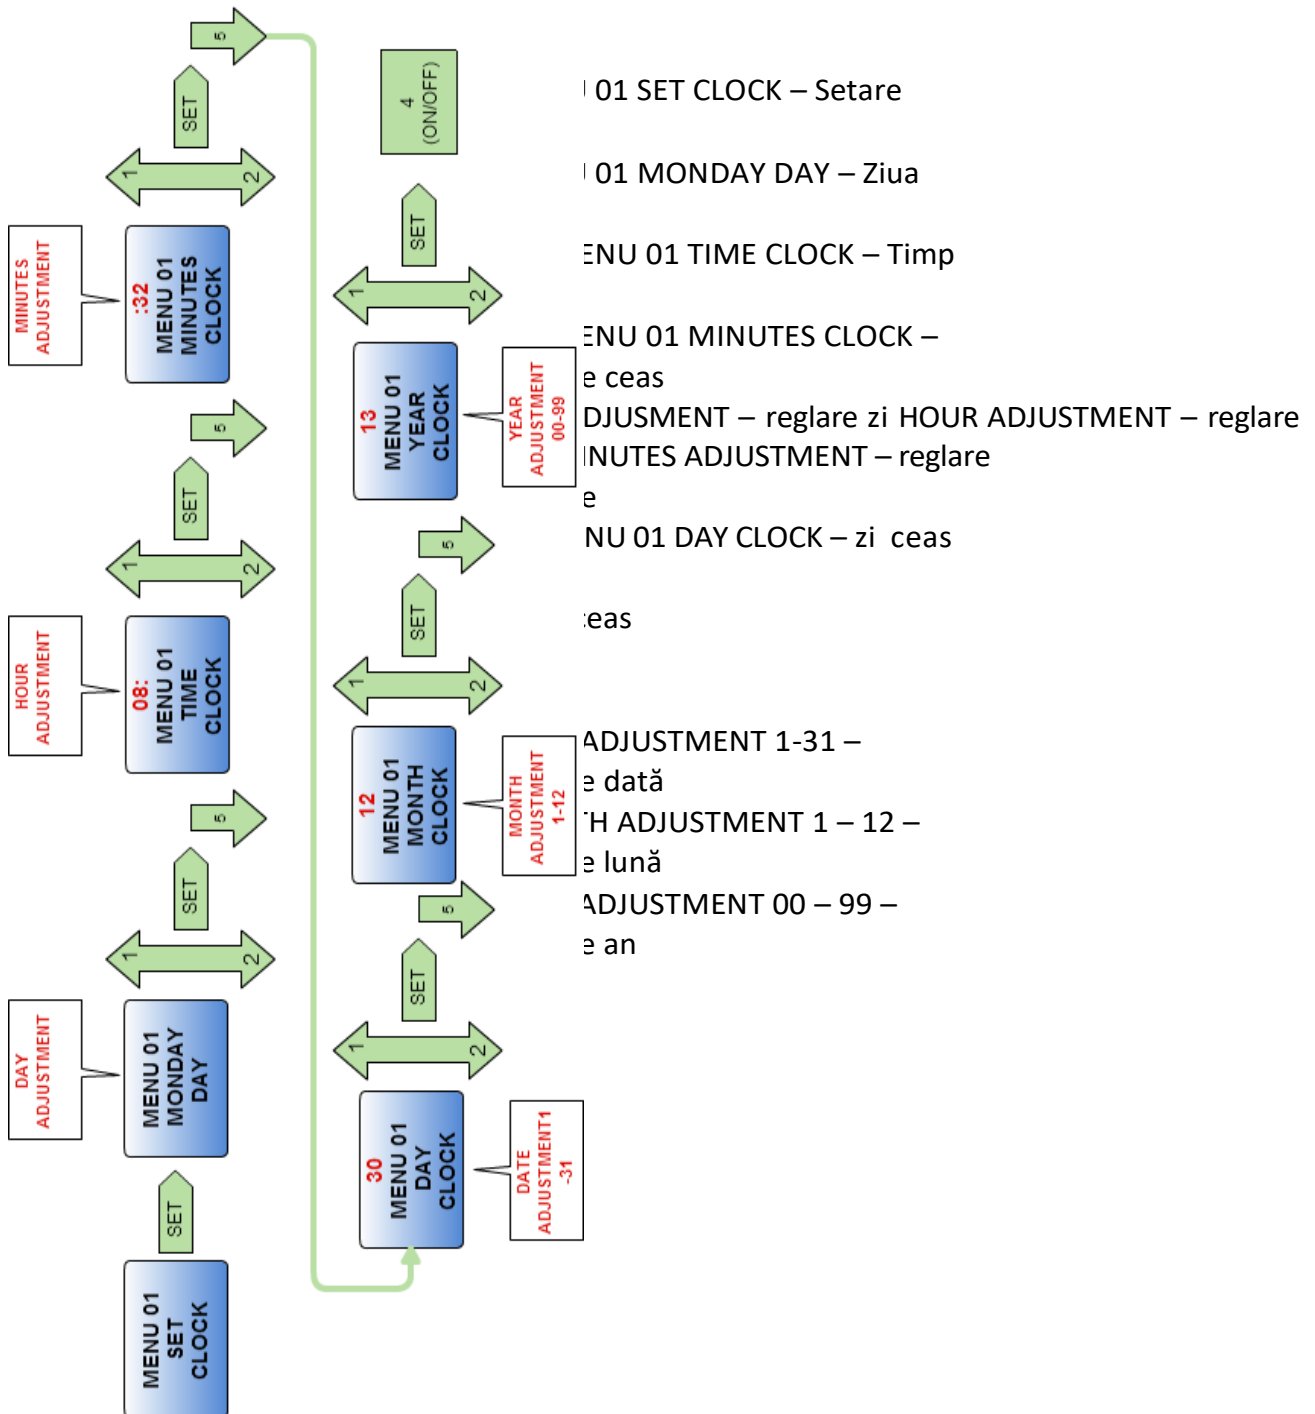 MENU 01
SET
CLOCK
SET
DAY
ADJUSTMENT
MENU 01
MONDAY
DAY
1
2
SET
5
HOUR
ADJUSTMENT
08:
MENU 01
TIME
CLOCK
1
2
SET
5
MINUTES
ADJUSTMENT
:32
MENU 01
MINUTES
CLOCK
1
2
SET
5
30
MENU 01
DAY
CLOCK
DATE
ADJUSTMENT1
-31
1
2
SET
5
12
MENU 01
MONTH
CLOCK
MONTH
ADJUSTMENT
1-12
1
2
SET
5
13
MENU 01
YEAR
CLOCK
YEAR
ADJUSTMENT
00-99
1
2
SET
4
(ON/OFF)
01 SET CLOCK – Setare
01 MONDAY DAY – Ziua
ENU 01 TIME CLOCK – Timp
ENU 01 MINUTES CLOCK –
e ceas
DJUSMENT – reglare zi HOUR ADJUSTMENT – reglare
INUTES ADJUSTMENT – reglare
e
NU 01 DAY CLOCK – zi ceas
ceas
ADJUSTMENT 1-31 –
e dată
TH ADJUSTMENT 1 – 12 –
e lună
ADJUSTMENT 00 – 99 –
e an